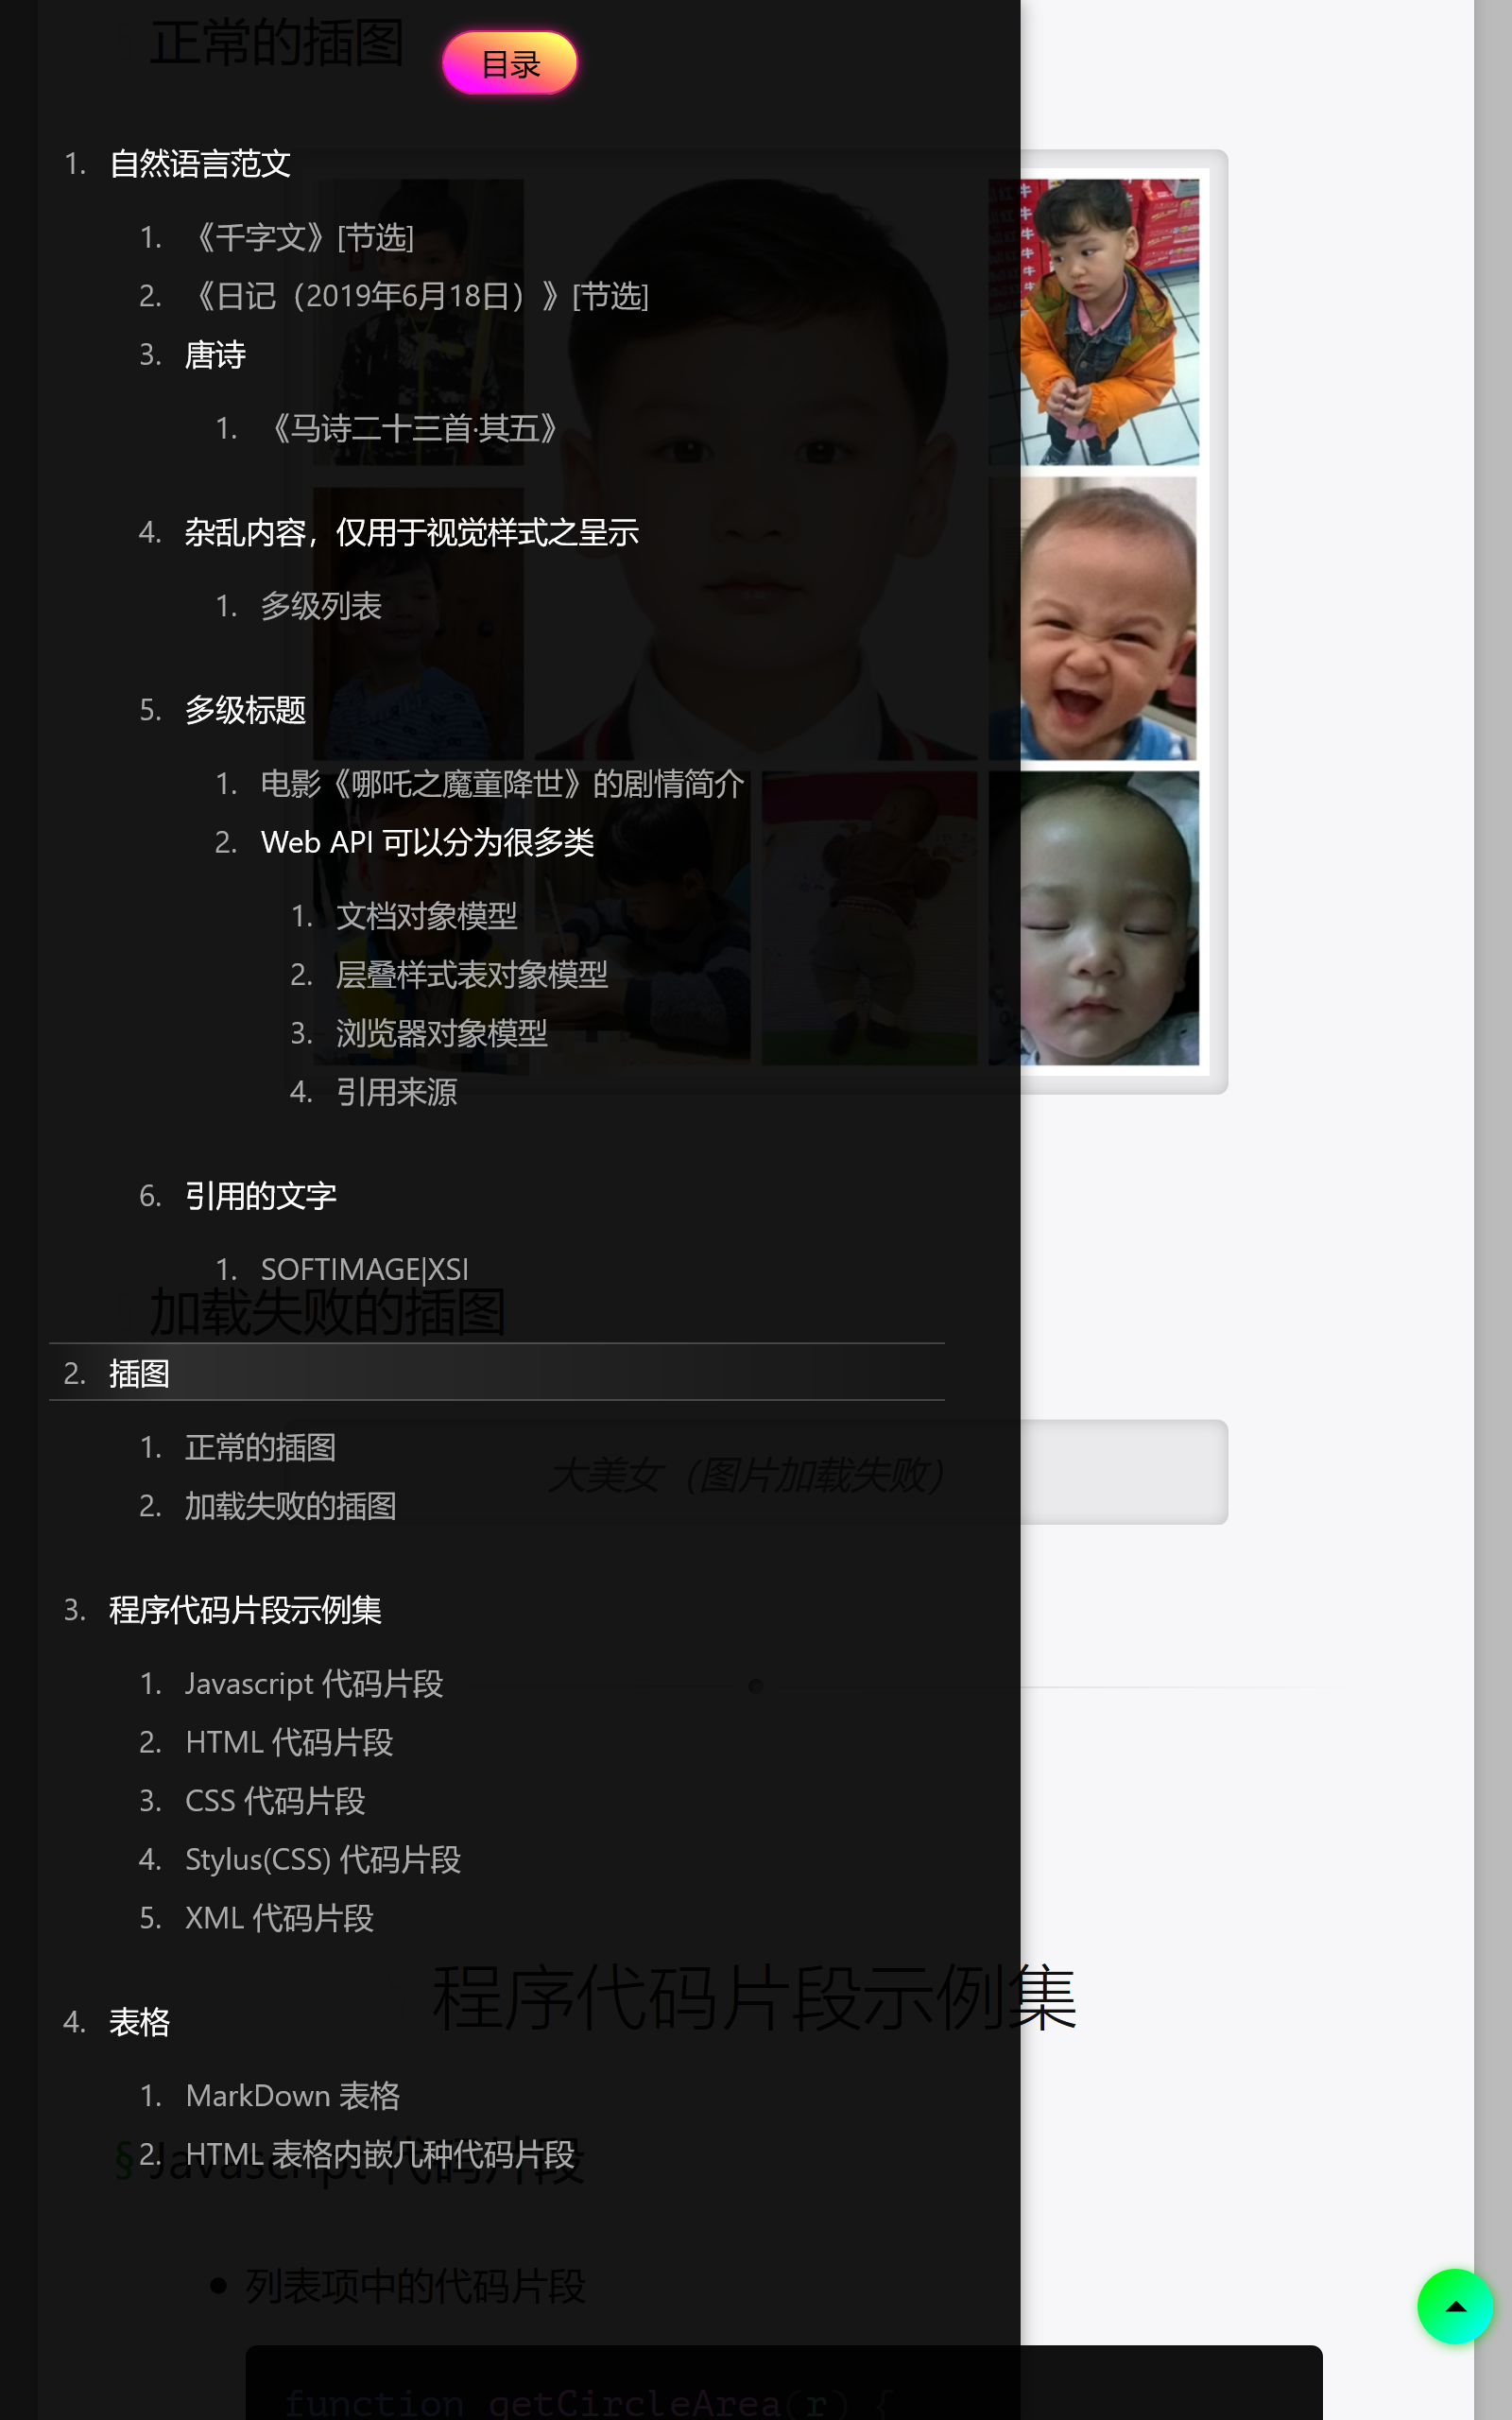 正常的插图
目录
1. 自然语言范文
1. 《千字文》[节选]
2. 《日记（2019年6月18日）》[节选]
3. 唐诗
1. 《马诗二十三首·其五》
4. 杂乱内容，仅用于视觉样式之呈示
1. 多级列表
5. 多级标题
1. 电影《哪吒之魔童降世》的剧情简介
2. Web API 可以分为很多类
1. 文档对象模型
2. 层叠样式表对象模型
3. 浏览器对象模型
4. 引用来源
6. 引用的文字
1. SOFTIMAGE|XSI
加载失败的插图
2. 插图
1. 正常的插图
大美女（图片加载失败）
2. 加载失败的插图
3. 程序代码片段示例集
1. Javascript 代码片段
2. HTML 代码片段
3. CSS 代码片段
4. Stylus(CSS) 代码片段
5. XML 代码片段
程序代码片段示例集
4. 表格
1. MarkDown 表格
2. HTML 表格内嵌几种代码片段
§ Javascript 代码片段
• 列表项中的代码片段
function getCircleArea(r) {